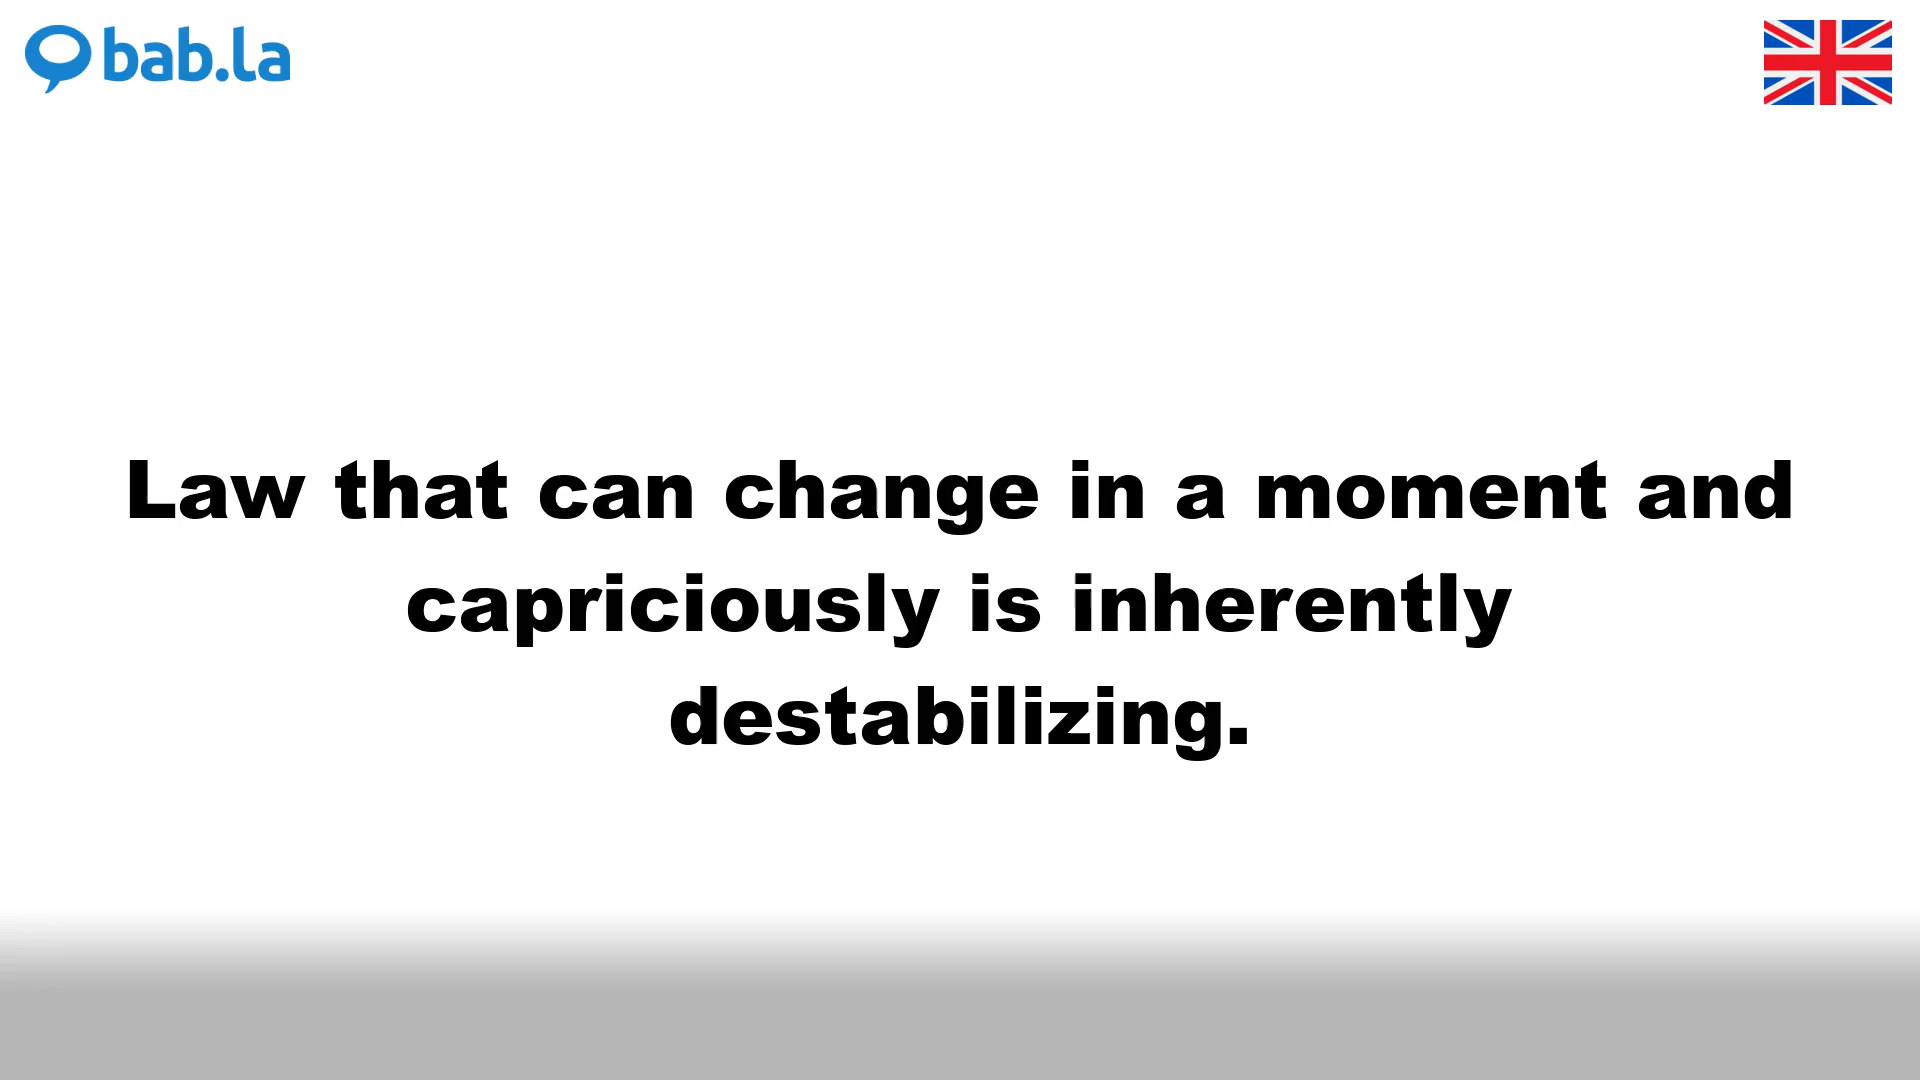 bab.la
Law that can change in a moment and
capriciously is inherently
destabilizing.